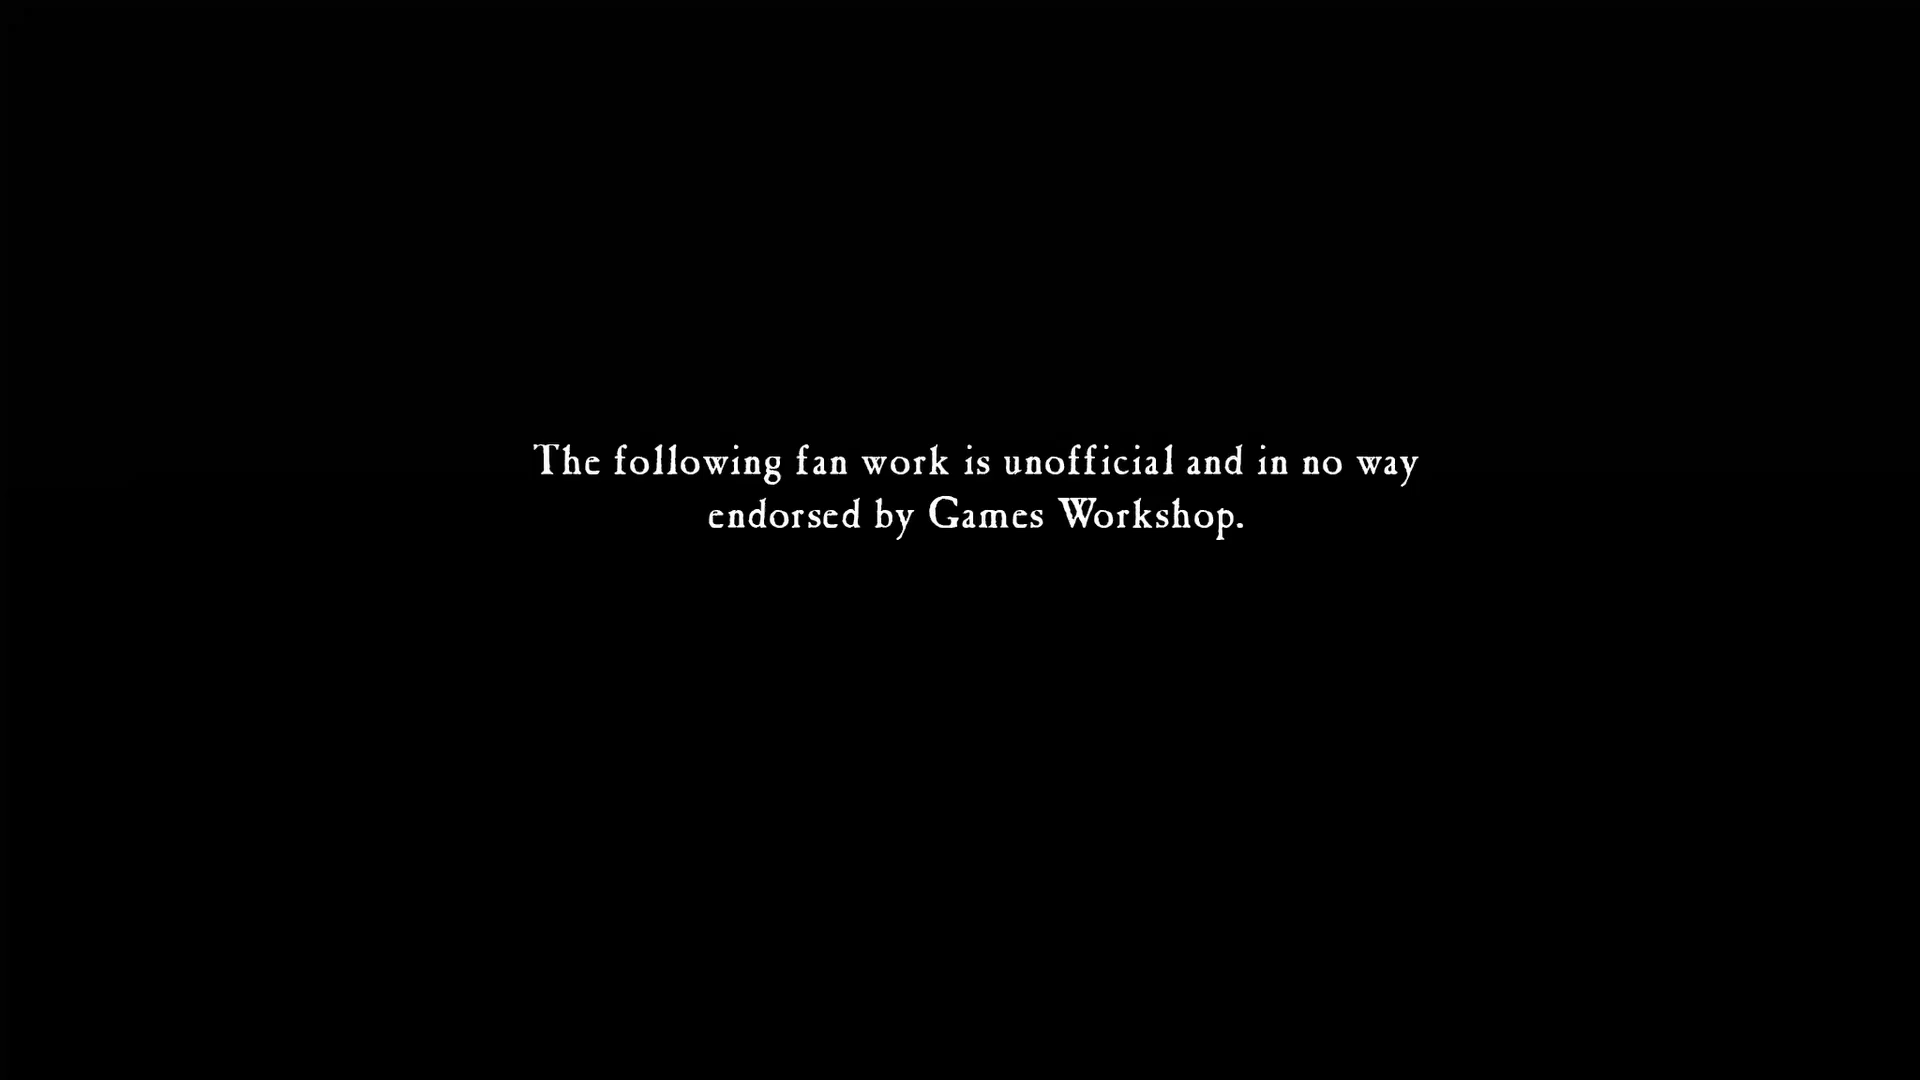 The following fan work is unofficial and in no way
endorsed by Games Workshop.